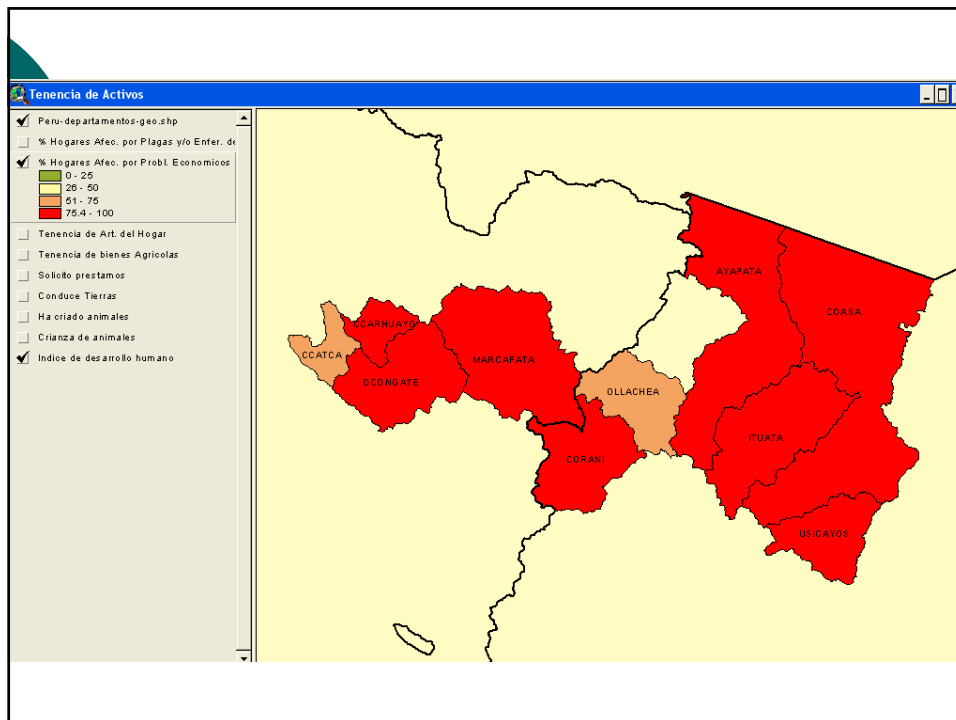 Tenencia de Activos
Peru-departamentos-geo.shp
% Hogares Afec. por Plagas y/o Enfer. de
% Hogares Afec. por Probl. Economicos
0 - 25
26 - 50
51 - 75
75.4 - 100
Tenencia de Art. del Hogar
Tenencia de bienes Agricolas
Solicito prestamos
Conduce Tierras
Ha criado animales
Crianza de animales
Indice de desarrollo humano
AYAPATA
COASA
CCARHUAYO
CCATCA
MARCAPATA
OCONGATE
OLLACHEA
ITUATA
CORANI
USICAYOS